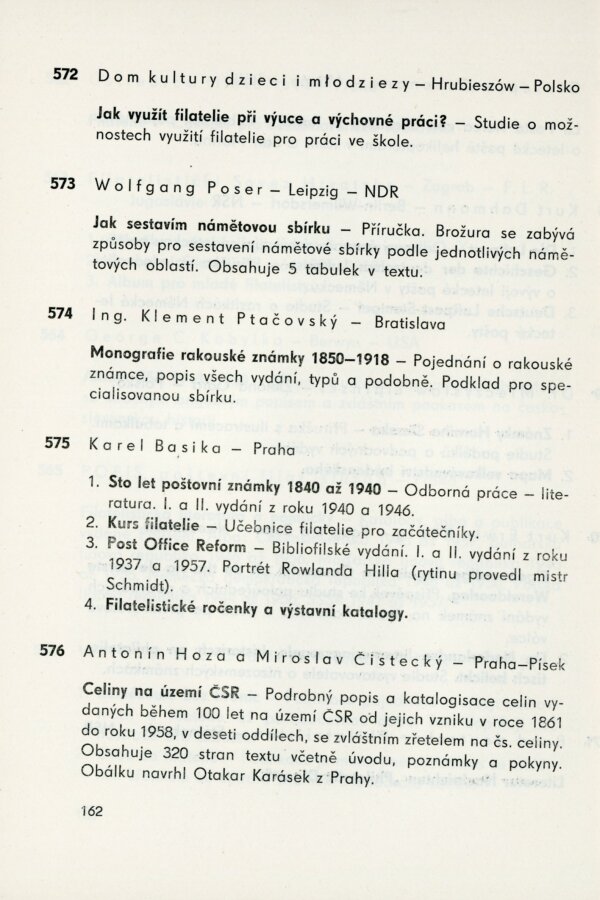 572 Dom kultury dzieci i młodziezy – Hrubieszów – Polsko
Jak využít filatelie při výuce a výchovné práci? – Studie o mož-
nostech využití filatelie pro práci ve škole.
573 Wolfgang Poser – Leipzig – NDR
Jak sestavím námětovou sbírku – Příručka. Brožura se zabývá
způsoby pro sestavení námětové sbírky podle jednotlivých námě-
tových oblastí. Obsahuje 5 tabulek v textu.
574 Ing. Klement Ptačovský – Bratislava
Monografie rakouské známky 1850–1918 – Pojednání o rakouské
známce, popis všech vydání, typů a podobně. Podklad pro spe-
cialisovanou sbírku.
575 Karel Basika – Praha
1. Sto let poštovní známky 1840 až 1940 – Odborná práce – lite-
ratura. I. a II. vydání z roku 1940 a 1946.
2. Kurs filatelie – Učebnice filatelie pro začátečníky.
3. Post Office Reform – Bibliofilské vydání. I. a II. vydání z roku
1937 a 1957. Portrét Rowlanda Hilla (rytinu provedl mistr
Schmidt).
4. Filatelistické ročenky a výstavní katalogy.
576 Antonín Hoza a Miroslav Čistecký – Praha–Písek
Celiny na území ČSR – Podrobný popis a katalogisace celin vy-
daných během 100 let na území ČSR od jejich vzniku v roce 1861
do roku 1958, v deseti oddílech, se zvláštním zřetelem na čs. celiny.
Obsahuje 320 stran textu včetně úvodu, poznámky a pokyny.
Obálku navrhl Otakar Karásek z Prahy.
162